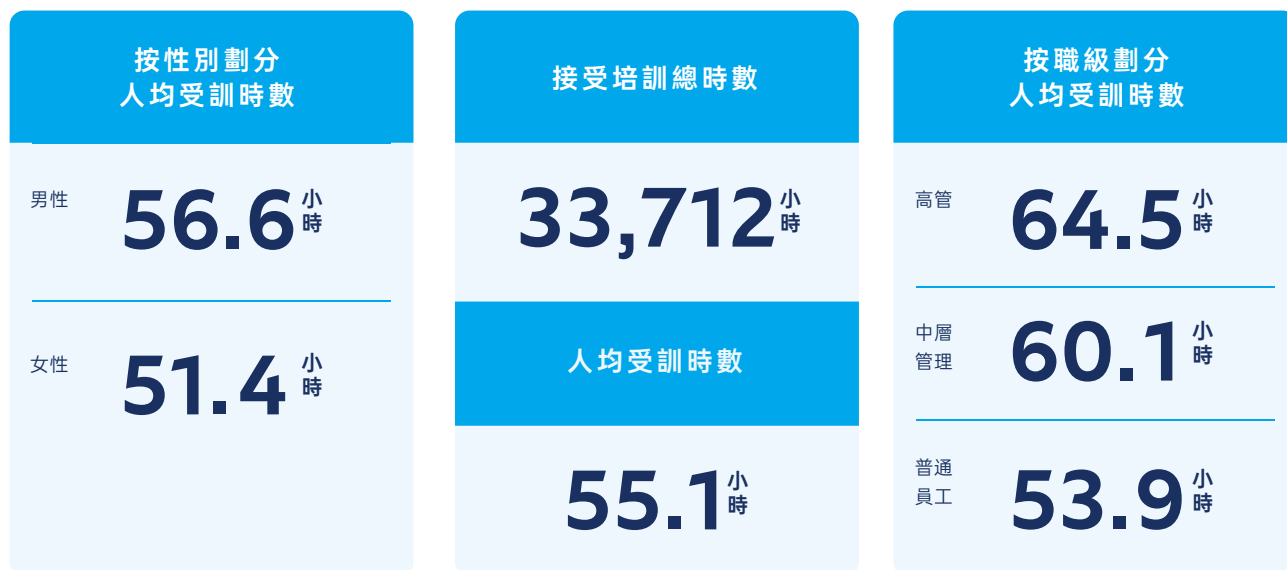 按性別劃分
人均受訓時數
男性
56.6小時
女性
51.4小時
接受培訓總時數
33,712小時
人均受訓時數
55.1小時
按職級劃分
人均受訓時數
高管
64.5小時
中層
管理
60.1小時
普通
員工
53.9小時